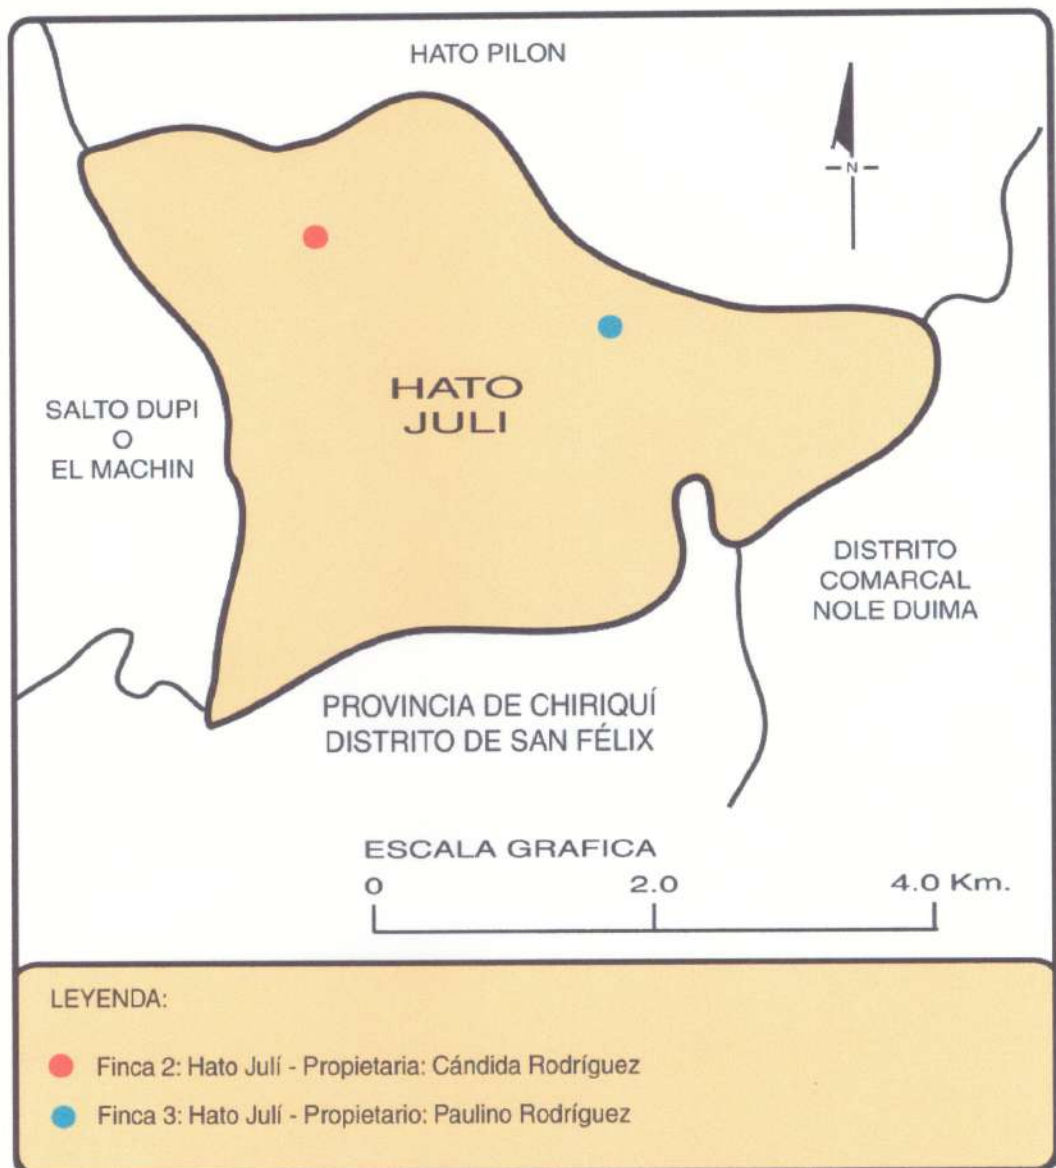 HATO PILON
N
HATO
JULI
SALTO DUPI
O
EL MACHIN
DISTRITO
COMARCAL
NOLE DUIMA
PROVINCIA DE CHIRIQUÍ
DISTRITO DE SAN FÉLIX
ESCALA GRAFICA
0 2.0 4.0 Km.
LEYENDA:
Finca 2: Hato Julí - Propietaria: Cándida Rodríguez
Finca 3: Hato Julí - Propietario: Paulino Rodríguez